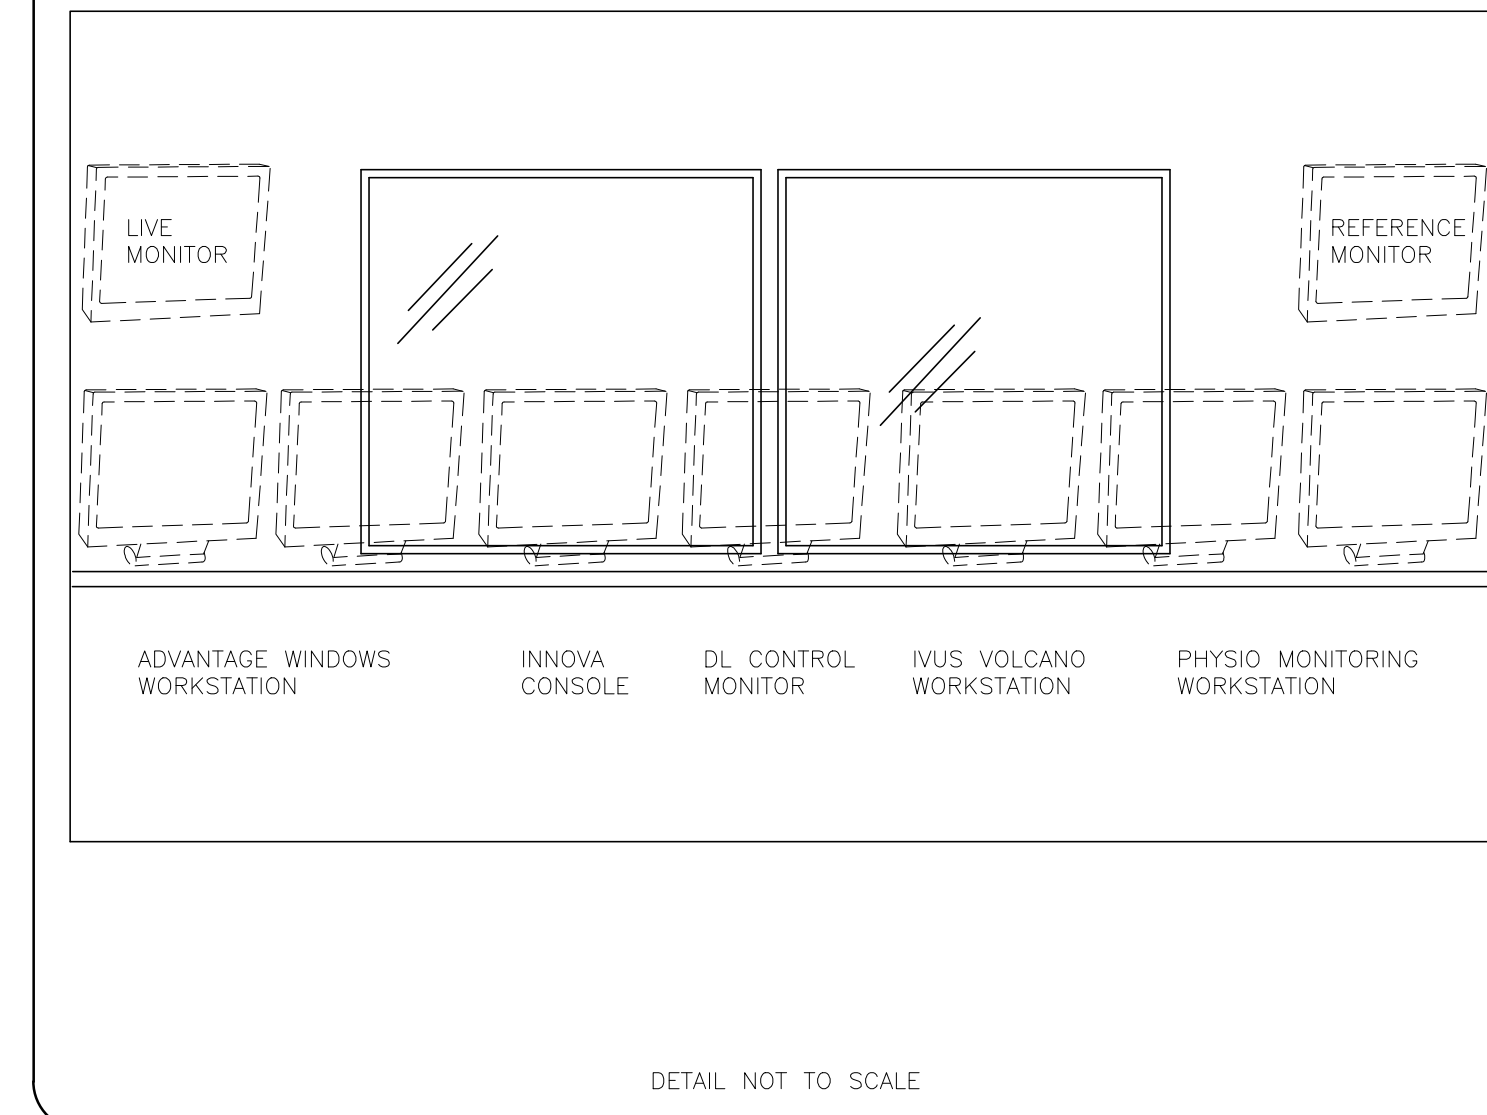 LIVE
MONITOR
REFERENCE
MONITOR
ADVANTAGE WINDOWS
WORKSTATION
INNOVA
CONSOLE
DL CONTROL
MONITOR
IVUS VOLCANO
WORKSTATION
PHYSIO MONITORING
WORKSTATION
DETAIL NOT TO SCALE